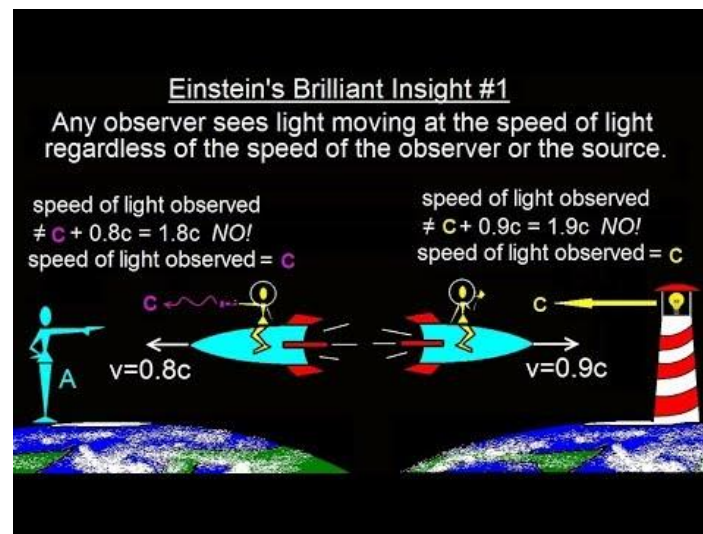 Einstein's Brilliant Insight #1
Any observer sees light moving at the speed of light
regardless of the speed of the observer or the source.
speed of light observed
≠ C + 0.8c = 1.8c NO!
speed of light observed = C
speed of light observed
≠ C + 0.9c = 1.9c NO!
speed of light observed = C
C
C
A
v=0.8c
v=0.9c